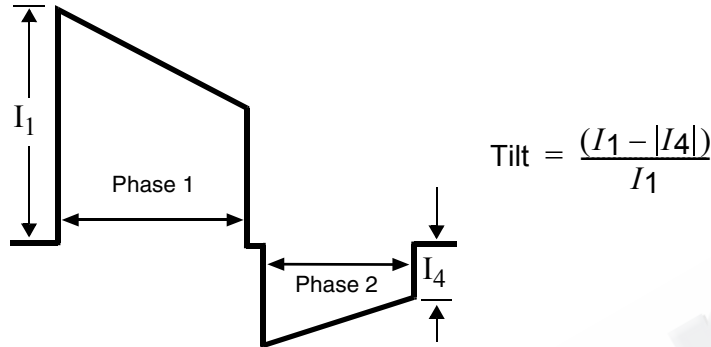 I₁
Phase 1
Phase 2
I₄
Tilt = (I1 – |I4|) / I1